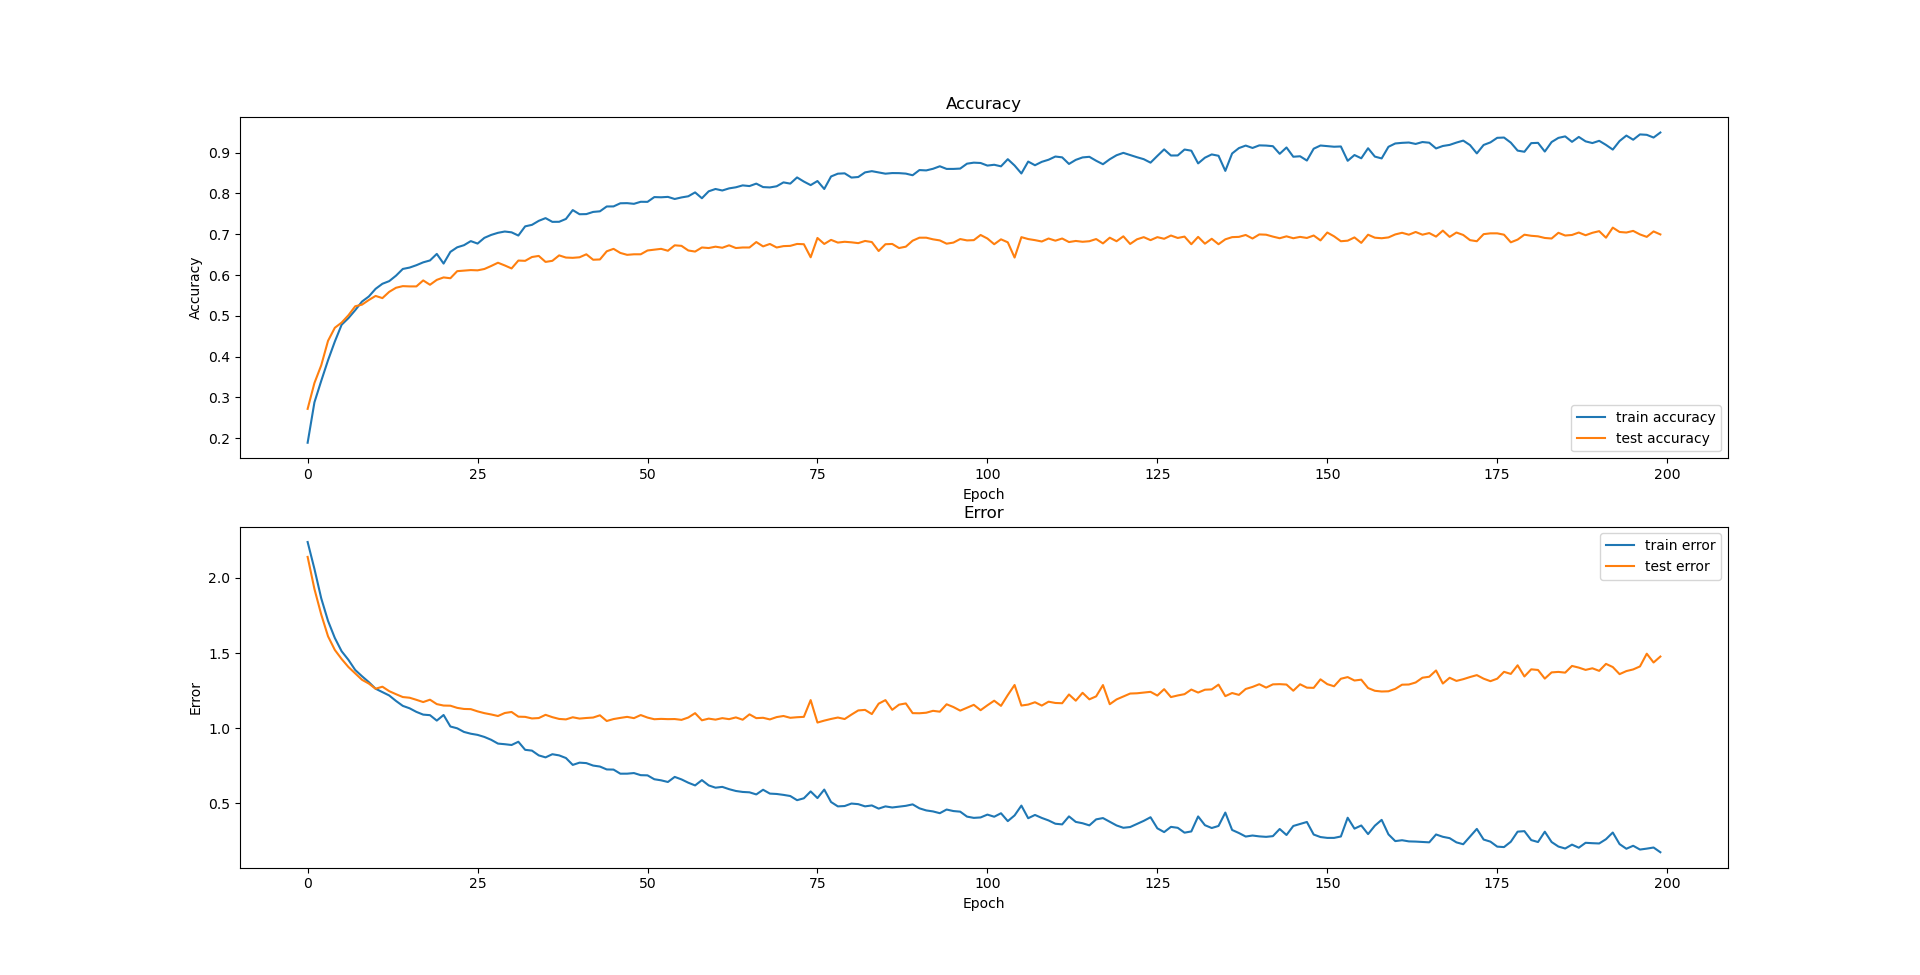 Accuracy
Accuracy
0.9
0.8
0.7
0.6
0.5
0.4
0.3
0.2
train accuracy
test accuracy
0 25 50 75 100 125 150 175 200
Epoch
Error
Error
2.0
1.5
1.0
0.5
train error
test error
0 25 50 75 100 125 150 175 200
Epoch